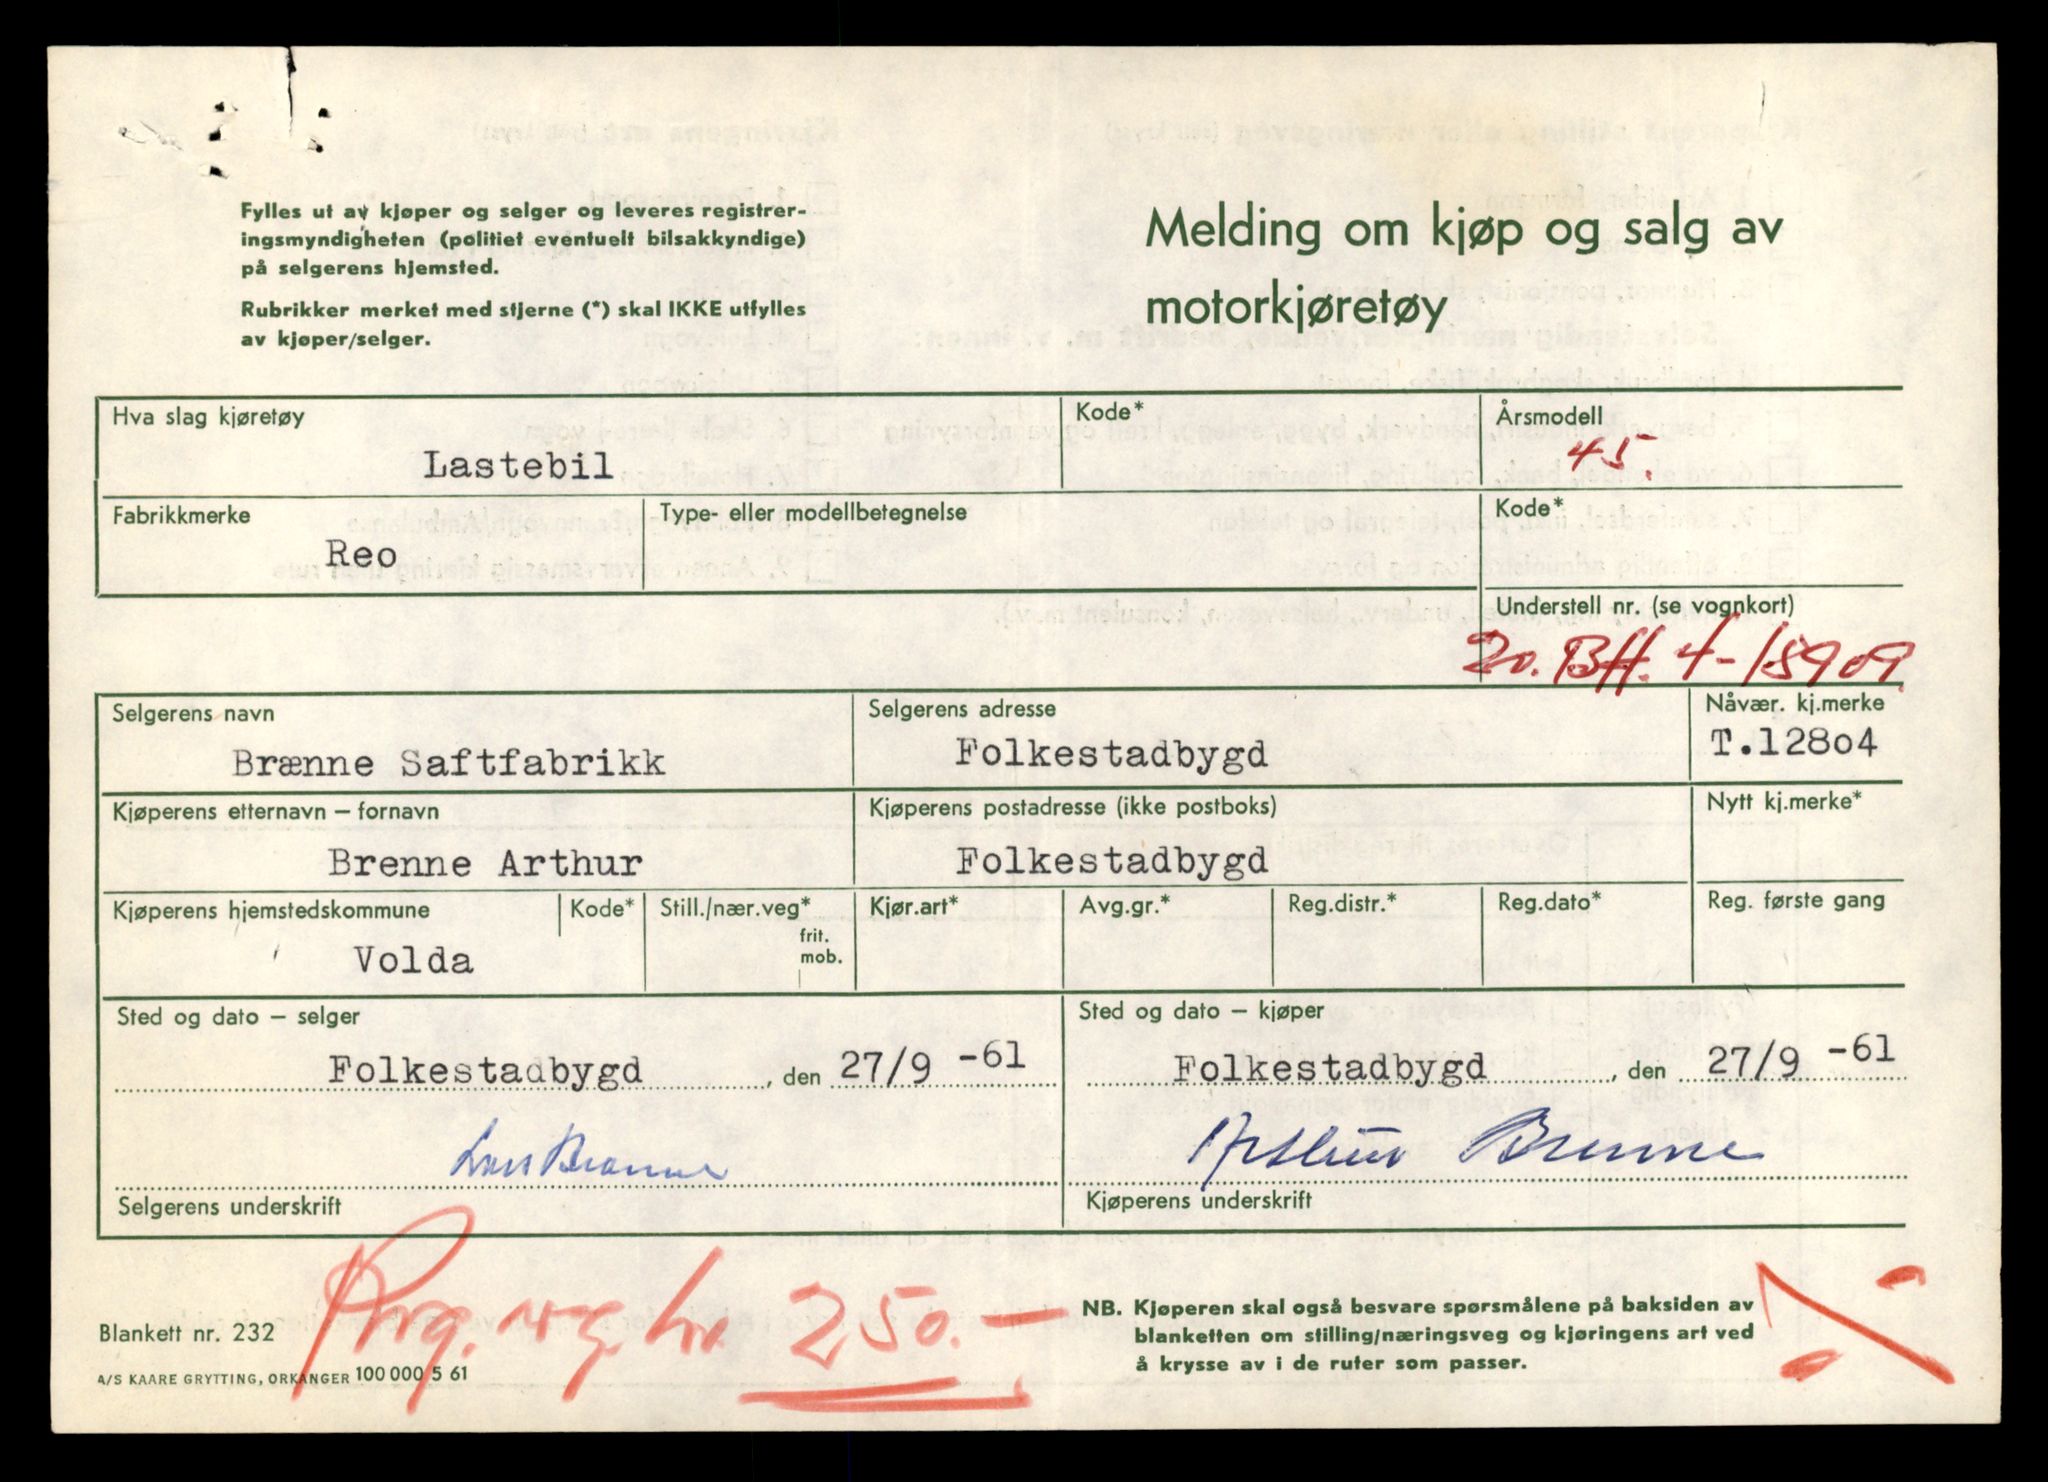 Fylles ut av kjøper og selger og leveres registrer-
ingsmyndigheten (politiet eventuelt bilsakkyndige)
på selgerens hjemsted.
Rubrikker merket med stjerne (*) skal IKKE utfylles
av kjøper/selger.
Melding om kjøp og salg av
motorkjøretøy
Hva slag kjøretøy
Lastebil
Kode*
Årsmodell
45.
Fabrikkmerke
Reo
Type- eller modellbetegnelse
Kode*
Understell nr. (se vognkort)
20. BH. 4-15909.
Selgerens navn
Brænne Saftfabrikk
Selgerens adresse
Folkestadbygd
Nåvær. kj.merke
T.12804
Kjøperens etternavn – fornavn
Brenne Arthur
Kjøperens postadresse (ikke postboks)
Folkestadbygd
Nytt kj.merke*
Kjøperens hjemstedskommune
Volda
Kode*
Still./nær.veg*
frit.
mob.
Kjør.art*
Avg.gr.*
Reg.distr.*
Reg.dato*
Reg. første gang
Sted og dato – selger
Folkestadbygd, den 27/9 -61
Sted og dato – kjøper
Folkestadbygd, den 27/9 -61
Lars Brænne
Selgerens underskrift
Arthur Brenne
Kjøperens underskrift
250.-
Blankett nr. 232
A/S KAARE GRYTTING, ORKANGER 100 000 5 61
NB. Kjøperen skal også besvare spørsmålene på baksiden av
blanketten om stilling/næringsveg og kjøringens art ved
å krysse av i de ruter som passer.